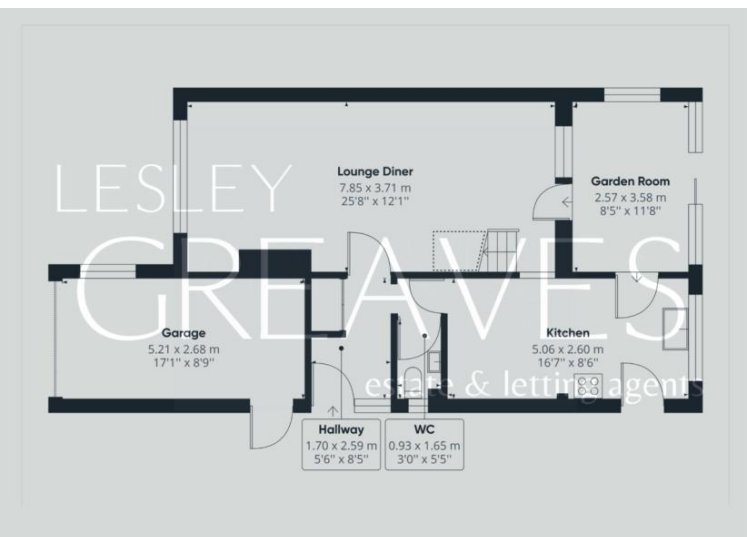 LESLEY
GREAVES
estate & letting agents
Lounge Diner
7.85 x 3.71 m
25'8" x 12'1"
Garden Room
2.57 x 3.58 m
8'5" x 11'8"
Garage
5.21 x 2.68 m
17'1" x 8'9"
Kitchen
5.06 x 2.60 m
16'7" x 8'6"
Hallway
1.70 x 2.59 m
5'6" x 8'5"
WC
0.93 x 1.65 m
3'0" x 5'5"